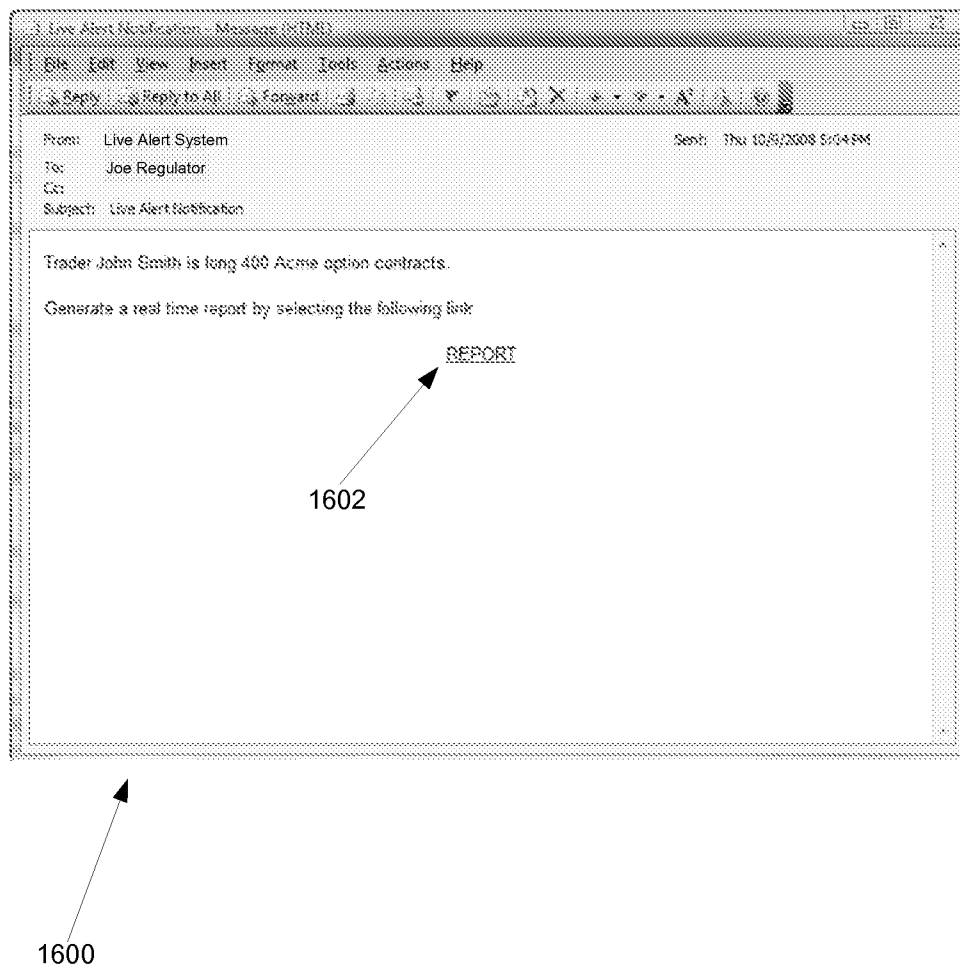 Live Alert Notification - Message (HTML)
File Edit View Insert Format Tools Actions Help
Reply Reply to All Forward
From: Live Alert System
Sent: Thu 10/9/2008 5:04 PM
To: Joe Regulator
Cc:
Subject: Live Alert Notification
Trader John Smith is long 400 Acme option contracts.
Generate a real time report by selecting the following link
REPORT
1602
1600